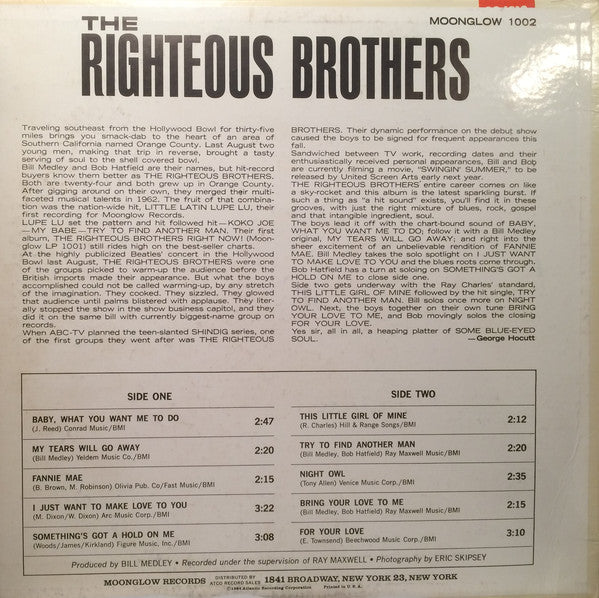 THE
MOONGLOW 1002
RIGHTEOUS BROTHERS
Traveling southeast from the Hollywood Bowl for thirty-five
miles brings you smack-dab to the heart of an area of
Southern California named Orange County. Last August two
young men, making that trip in reverse, brought a tasty
serving of soul to the shell covered bowl.
Bill Medley and Bob Hatfield are their names, but hit-record
buyers know them better as THE RIGHTEOUS BROTHERS.
Both are twenty-four and both grew up in Orange County.
After gigging around on their own, they merged their multi-
faceted musical talents in 1962. The fruit of that combina-
tion was the nation-wide hit, LITTLE LATIN LUPE LU, their
first recording for Moonglow Records.
LUPE LU set the pattern and hit followed hit—KOKO JOE
—MY BABE—TRY TO FIND ANOTHER MAN. Their first
album, THE RIGHTEOUS BROTHERS RIGHT NOW! (Moon-
glow LP 1001) still rides high on the best-seller charts.
At the highly publicized Beatles' concert in the Hollywood
Bowl last August, THE RIGHTEOUS BROTHERS were one
of the groups picked to warm-up the audience before the
British imports made their appearance. But what the boys
accomplished could not be called warming-up, by any stretch
of the imagination. They cooked. They sizzled. They glowed
that audience until palms blistered with applause. They liter-
ally stopped the show in the show business capitol, and they
did it on the same bill with currently biggest-name group on
records.
When ABC-TV planned the teen-slanted SHINDIG series, one
of the first groups they went after was THE RIGHTEOUS
BROTHERS. Their dynamic performance on the debut show
caused the boys to be signed for frequent appearances this
fall.
Sandwiched between TV work, recording dates and their
enthusiastically received personal appearances, Bill and Bob
are currently filming a movie, "SWINGIN' SUMMER," to be
released by United Screen Arts early next year.
THE RIGHTEOUS BROTHERS entire career comes on like
a sky-rocket and this album is the latest sparkling burst. If
such a thing as "a hit sound" exists, you'll find it in these
grooves, with just the right mixture of blues, rock, gospel
and that intangible ingredient, soul.
The boys lead it off with the chart-bound sound of BABY,
WHAT YOU WANT ME TO DO; follow it with a Bill Medley
original, MY TEARS WILL GO AWAY; and right into the
sheer excitement of an unbelievable rendition of FANNIE
MAE. Bill Medley takes the solo spotlight on I JUST WANT
TO MAKE LOVE TO YOU and the blues roots come through.
Bob Hatfield has a turn at soloing on SOMETHING'S GOT A
HOLD ON ME to close side one.
Side two gets underway with the Ray Charles' standard,
THIS LITTLE GIRL OF MINE followed by the hit single, TRY
TO FIND ANOTHER MAN. Bill solos once more on NIGHT
OWL. Next, the boys together on their own tune BRING
YOUR LOVE TO ME, and Bob movingly solos the closing
FOR YOUR LOVE.
Yes sir, all in all, a heaping platter of SOME BLUE-EYED
SOUL.
—George Hocutt
SIDE ONE
BABY, WHAT YOU WANT ME TO DO 2:47
(J. Reed) Conrad Music/BMI
MY TEARS WILL GO AWAY 2:20
(Bill Medley) Yeldem Music Co./BMI
FANNIE MAE 2:15
(B. Brown, M. Robinson) Olivia Pub. Co/Fast Music/BMI
I JUST WANT TO MAKE LOVE TO YOU 3:22
(M. Dixon/W. Dixon) Arc Music Corp./BMI
SOMETHING'S GOT A HOLD ON ME 3:08
(Woods/James/Kirkland) Figure Music, Inc./BMI
SIDE TWO
THIS LITTLE GIRL OF MINE 2:12
(R. Charles) Hill & Range Songs/BMI
TRY TO FIND ANOTHER MAN 2:20
(Bill Medley, Bob Hatfield) Ray Maxwell Music/BMI
NIGHT OWL 2:35
(Tony Allen) Venice Music Corp./BMI
BRING YOUR LOVE TO ME 2:15
(Bill Medley, Bob Hatfield) Ray Maxwell Music/BMI
FOR YOUR LOVE 3:10
(E. Townsend) Beechwood Music Corp./BMI
Produced by BILL MEDLEY • Recorded under the supervision of RAY MAXWELL • Photography by ERIC SKIPSEY
MOONGLOW RECORDS DISTRIBUTED BY ATCO RECORD SALES 1841 BROADWAY, NEW YORK 23, NEW YORK
©1964 Atlantic Recording Corporation Printed in U.S.A.